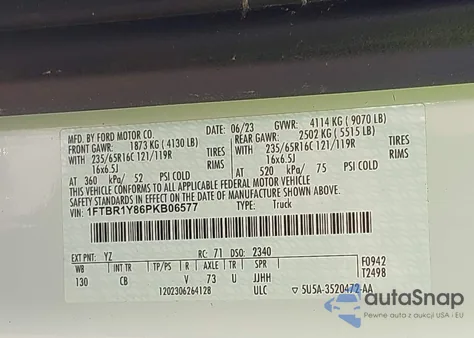 MFD. BY FORD MOTOR CO.
DATE: 06/23 GVWR: 4114 KG ( 9070 LB)
FRONT GAWR: 1873 KG ( 4130 LB)
REAR GAWR: 2502 KG ( 5515 LB)
WITH 235/65R16C 121/119R
16x6.5J
WITH 235/65R16C 121/119R
16x6.5J
AT 360 kPa/ 52 PSI COLD
AT 520 kPa/ 75 PSI COLD
THIS VEHICLE CONFORMS TO ALL APPLICABLE FEDERAL MOTOR VEHICLE
SAFETY STANDARDS IN EFFECT ON THE DATE OF MANUFACTURE SHOWN ABOVE.
VIN: 1FTBR1Y86PKB06577 TYPE: Truck
EXT PNT: YZ RC: 71 DSO: 2340
WB INT TR TP/PS R AXLE TR SPR
130 CB V 73 U JJHH
F0942
T2498
1202306264128 ULC 5U5A-3520472-AA
autoSnap
Pewne auta z aukcji | USA i EU